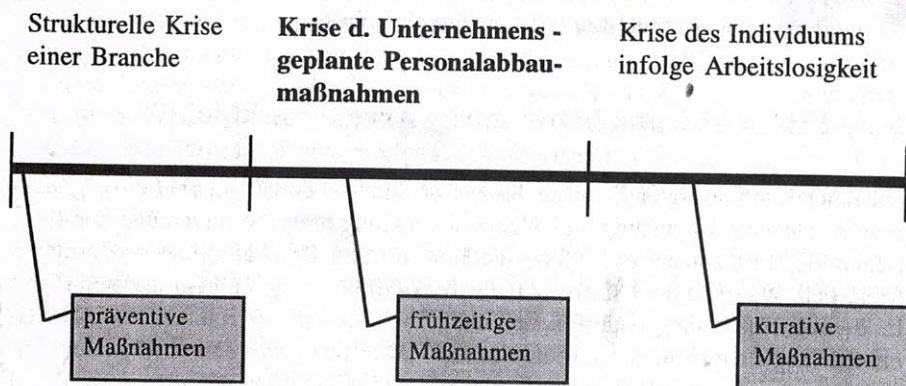 Strukturelle Krise
einer Branche
Krise d. Unternehmens -
geplante Personalabbau-
maßnahmen
Krise des Individuums
infolge Arbeitslosigkeit
präventive
Maßnahmen
frühzeitige
Maßnahmen
kurative
Maßnahmen